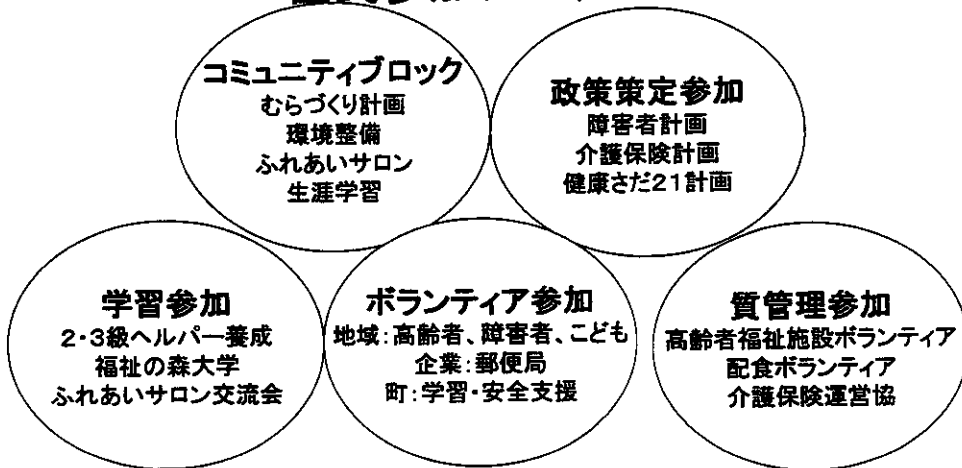 コミュニティブロック
むらづくり計画
環境整備
ふれあいサロン
生涯学習
政策策定参加
障害者計画
介護保険計画
健康さだ21計画
学習参加
2・3級ヘルパー養成
福祉の森大学
ふれあいサロン交流会
ボランティア参加
地域:高齢者、障害者、こども
企業:郵便局
町:学習・安全支援
質管理参加
高齢者福祉施設ボランティア
配食ボランティア
介護保険運営協